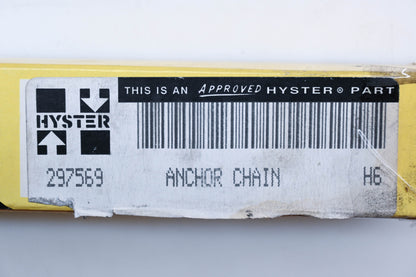 THIS IS AN APPROVED HYSTER® PART
HYSTER
297569 ANCHOR CHAIN H6